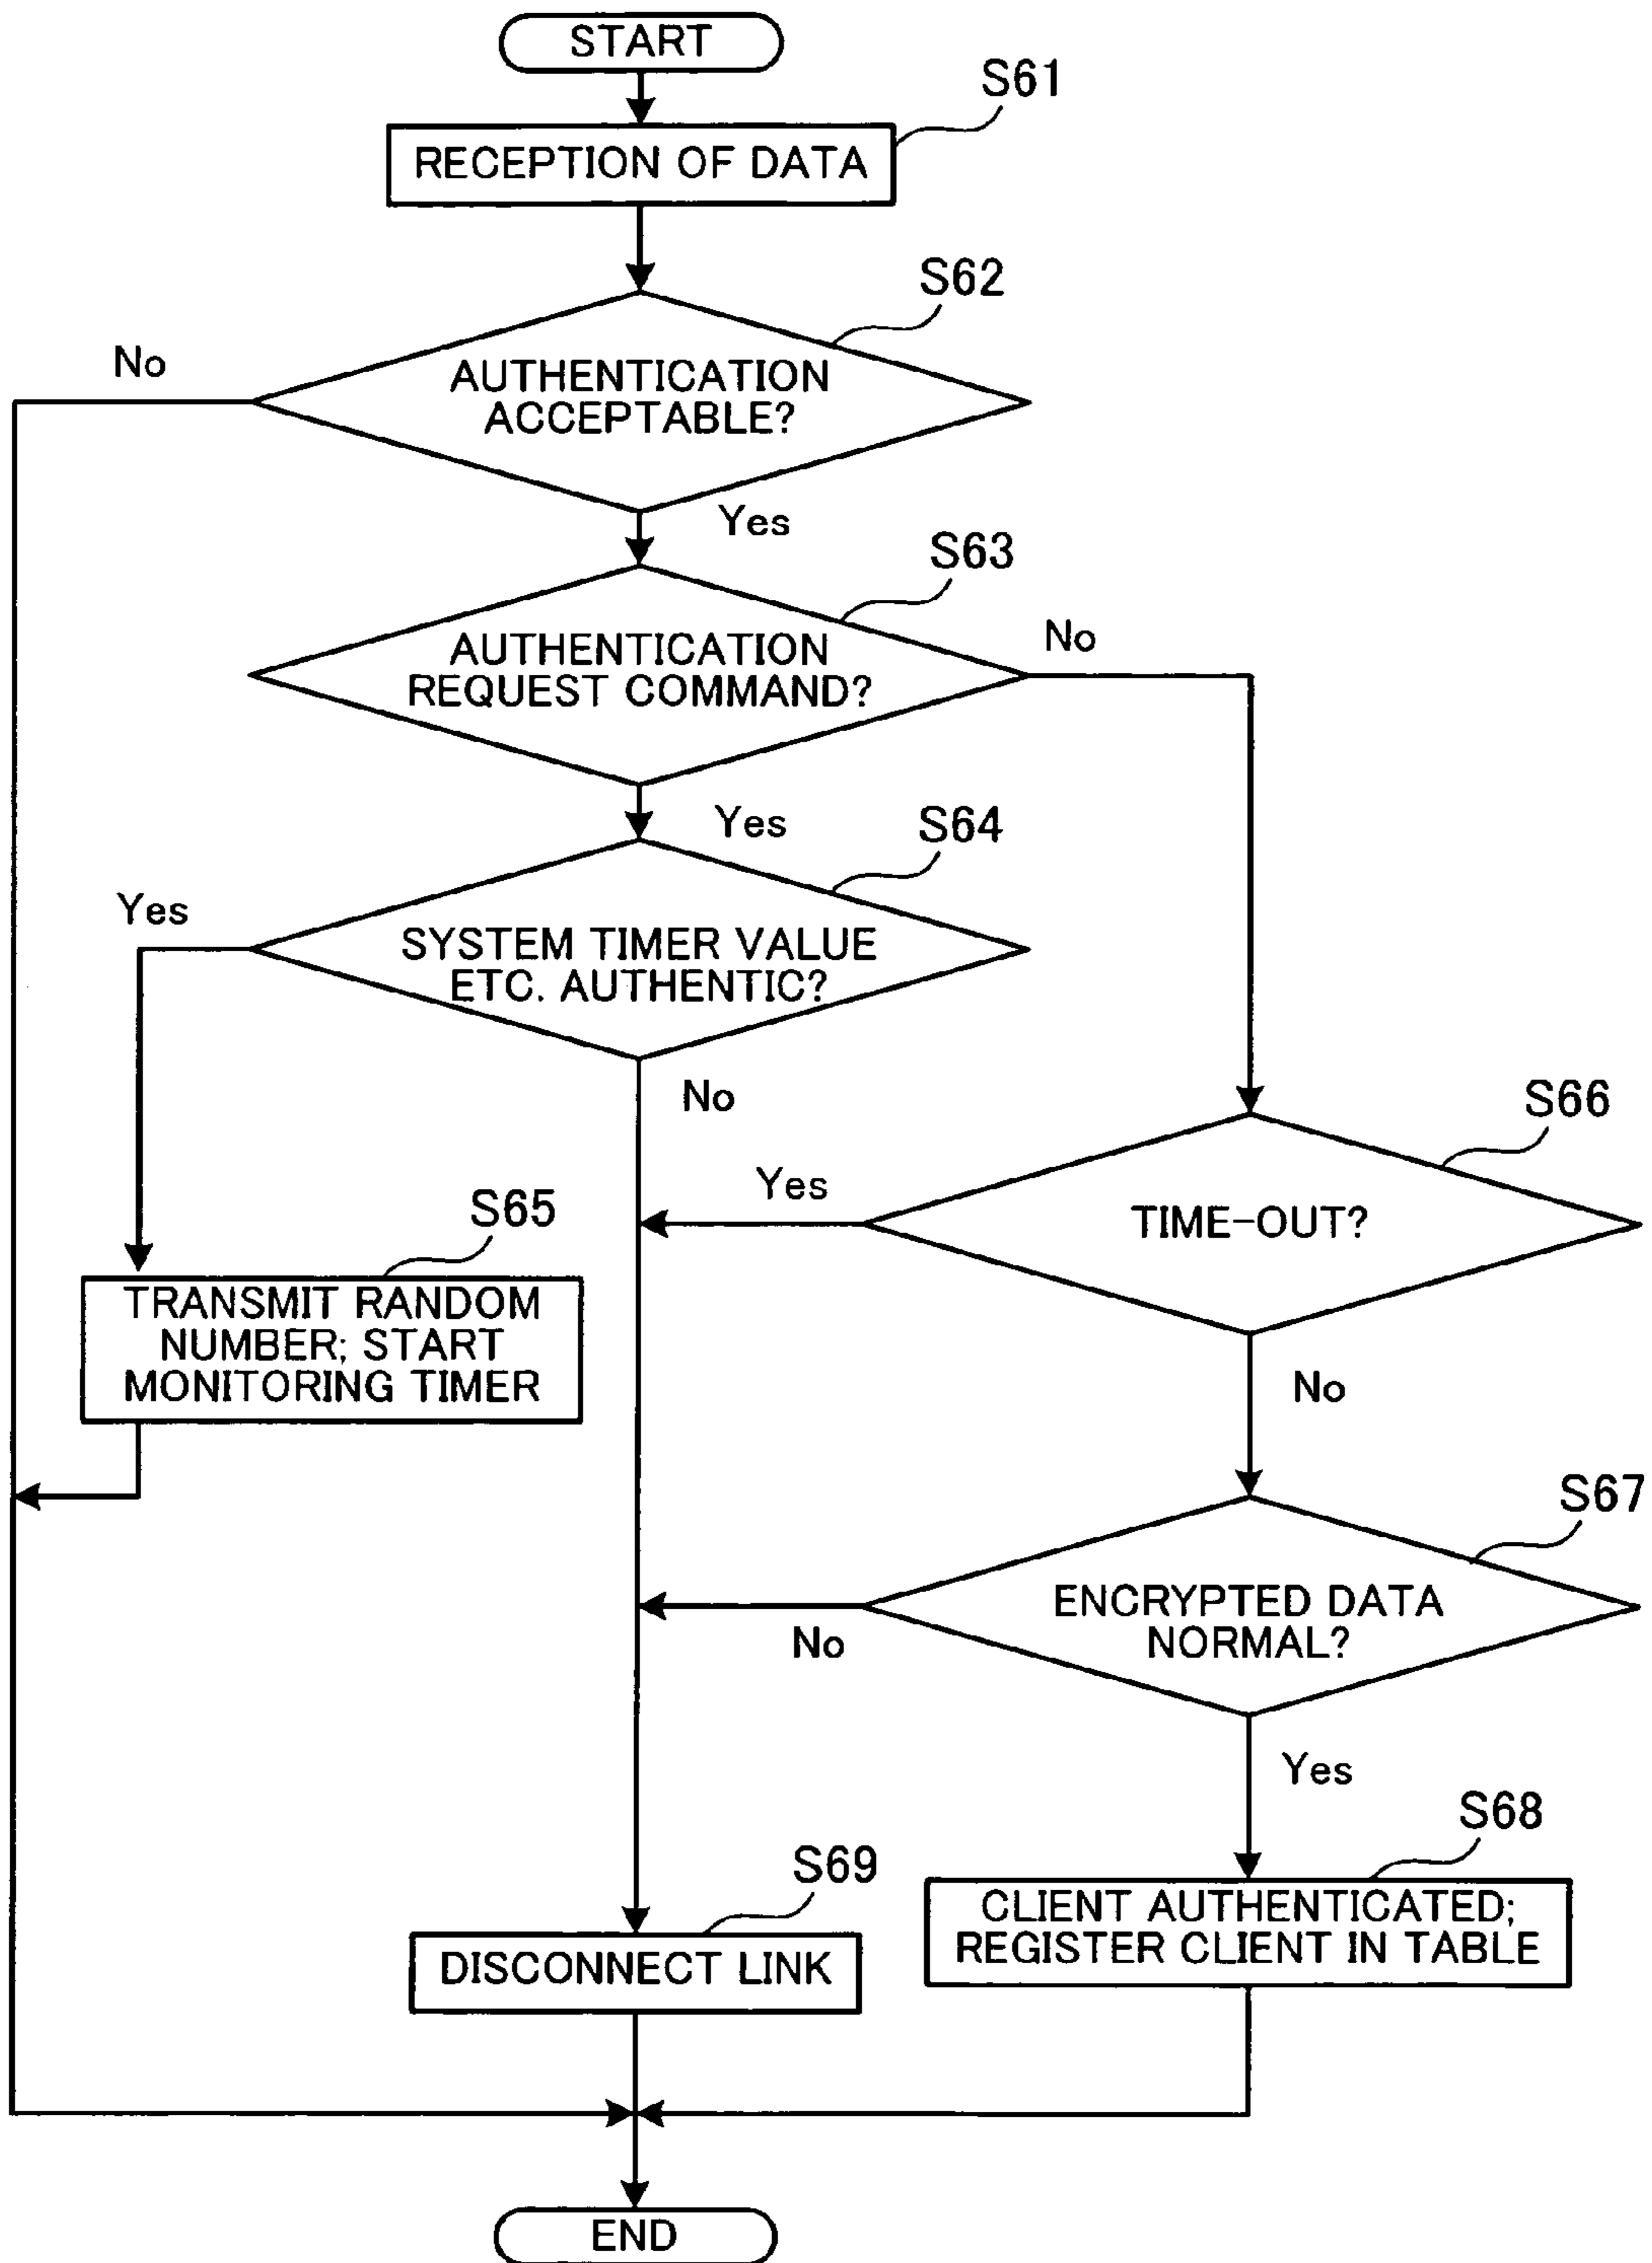 START
S61
RECEPTION OF DATA
S62
No
AUTHENTICATION
ACCEPTABLE?
Yes
S63
No
AUTHENTICATION
REQUEST COMMAND?
Yes
S64
Yes
SYSTEM TIMER VALUE
ETC. AUTHENTIC?
No
S66
Yes
TIME-OUT?
S65
TRANSMIT RANDOM
NUMBER; START
MONITORING TIMER
No
S67
ENCRYPTED DATA
NORMAL?
No
Yes
S68
S69
CLIENT AUTHENTICATED;
REGISTER CLIENT IN TABLE
DISCONNECT LINK
END